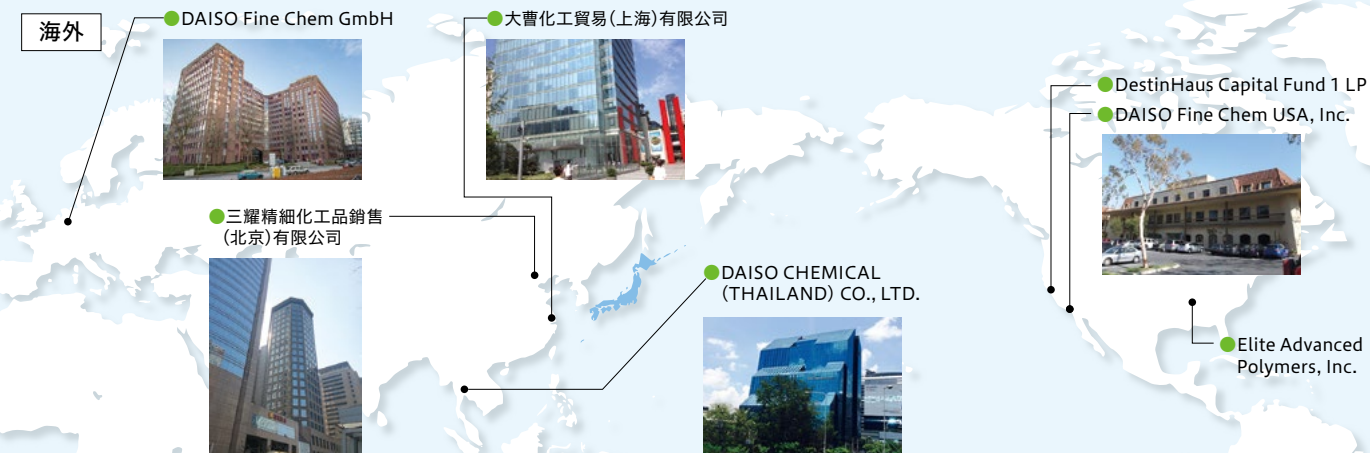 海外
●DAISO Fine Chem GmbH
●大曹化工貿易(上海)有限公司
●三耀精細化工品銷售
(北京)有限公司
●DAISO CHEMICAL
(THAILAND) CO., LTD.
●DestinHaus Capital Fund 1 LP
●DAISO Fine Chem USA, Inc.
●Elite Advanced
Polymers, Inc.